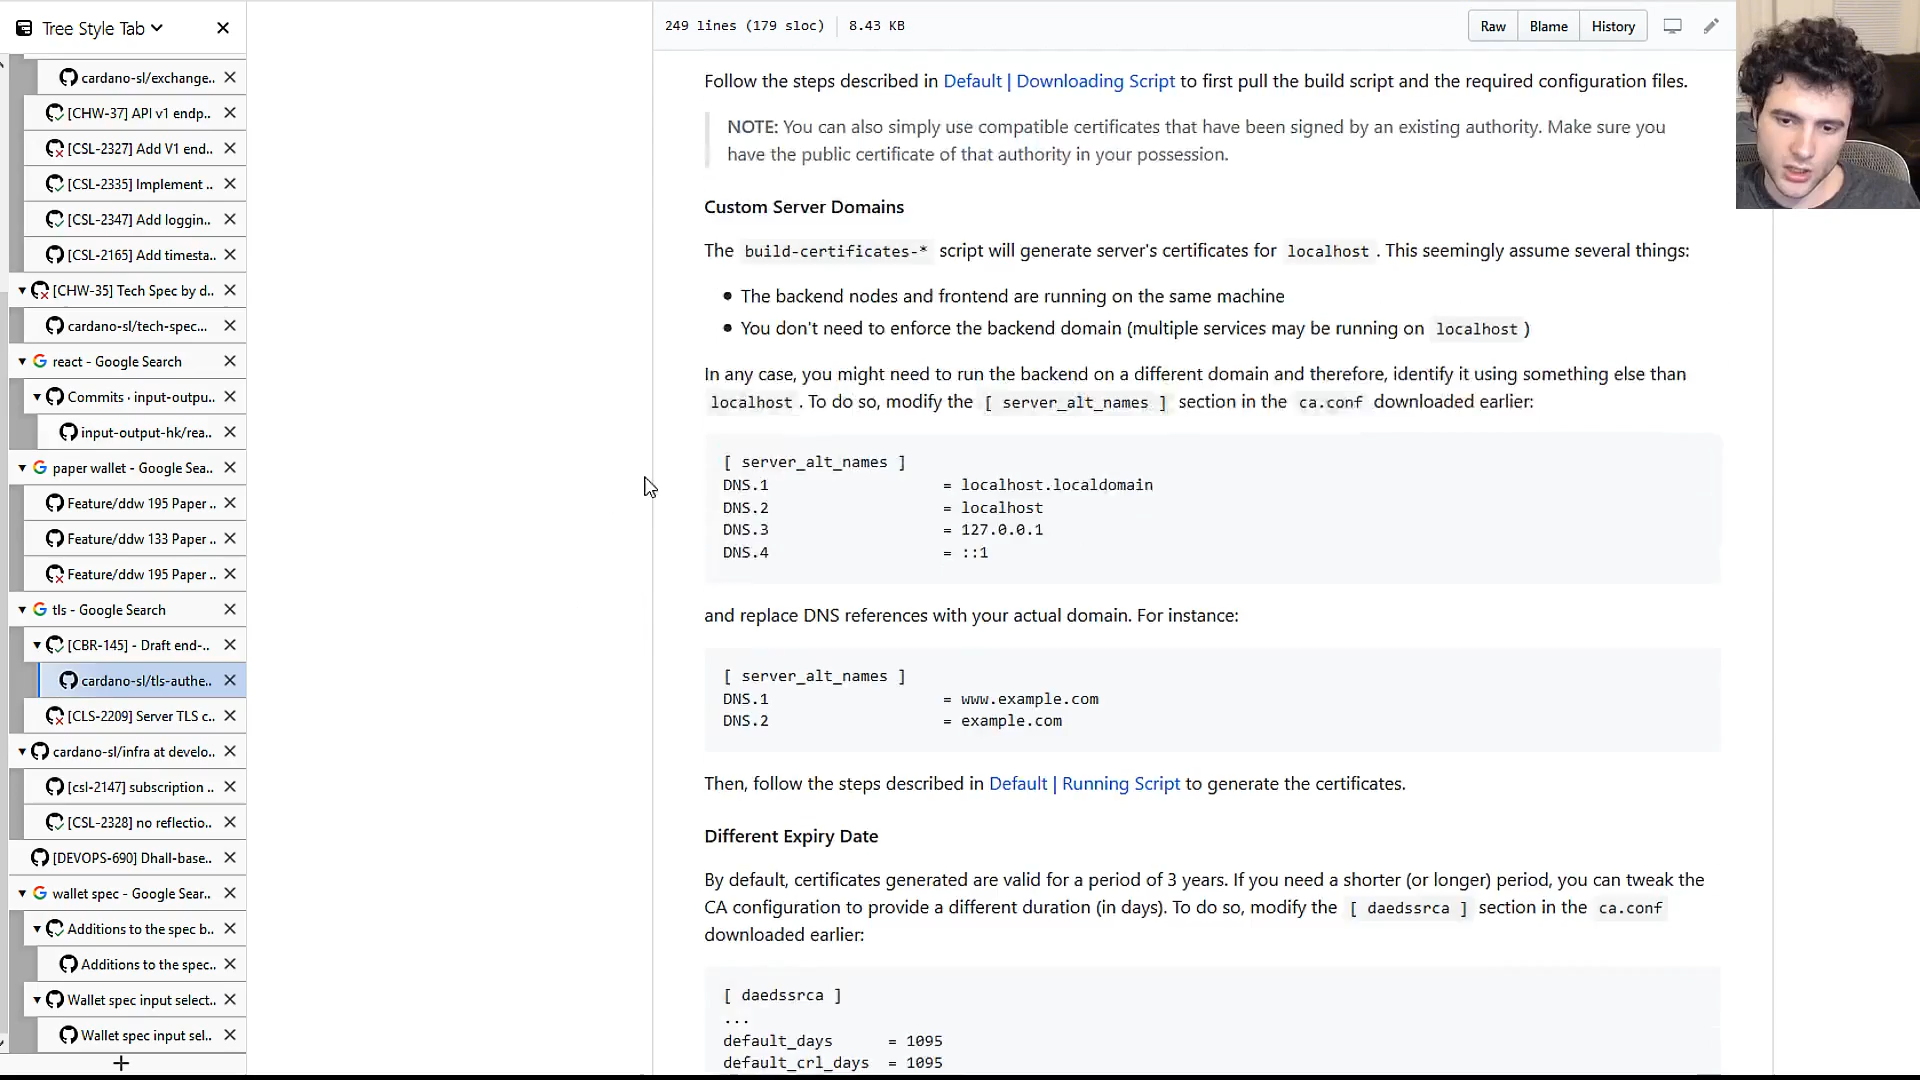 Tree Style Tab
cardano-sl/exchange..
[CHW-37] API v1 endp..
[CSL-2327] Add V1 end..
[CSL-2335] Implement ..
[CSL-2347] Add loggin..
[CSL-2165] Add timesta..
[CHW-35] Tech Spec by d..
cardano-sl/tech-spec...
react - Google Search
Commits · input-outpu..
input-output-hk/rea..
paper wallet - Google Sea..
Feature/ddw 195 Paper ..
Feature/ddw 133 Paper ..
Feature/ddw 195 Paper ..
tls - Google Search
[CBR-145] - Draft end-..
cardano-sl/tls-authe..
[CLS-2209] Server TLS c..
cardano-sl/infra at develo..
[csl-2147] subscription ..
[CSL-2328] no reflectio..
[DEVOPS-690] Dhall-base..
wallet spec - Google Sear..
Additions to the spec b..
Additions to the spec..
Wallet spec input select..
Wallet spec input sel..
249 lines (179 sloc) 8.43 KB
Raw Blame History
Follow the steps described in Default | Downloading Script to first pull the build script and the required configuration files.
NOTE: You can also simply use compatible certificates that have been signed by an existing authority. Make sure you
have the public certificate of that authority in your possession.
Custom Server Domains
The build-certificates-* script will generate server's certificates for localhost . This seemingly assume several things:
• The backend nodes and frontend are running on the same machine
• You don't need to enforce the backend domain (multiple services may be running on localhost )
In any case, you might need to run the backend on a different domain and therefore, identify it using something else than
localhost . To do so, modify the [ server_alt_names ] section in the ca.conf downloaded earlier:
[ server_alt_names ]
DNS.1 = localhost.localdomain
DNS.2 = localhost
DNS.3 = 127.0.0.1
DNS.4 = ::1
and replace DNS references with your actual domain. For instance:
[ server_alt_names ]
DNS.1 = www.example.com
DNS.2 = example.com
Then, follow the steps described in Default | Running Script to generate the certificates.
Different Expiry Date
By default, certificates generated are valid for a period of 3 years. If you need a shorter (or longer) period, you can tweak the
CA configuration to provide a different duration (in days). To do so, modify the [ daedssrca ] section in the ca.conf
downloaded earlier:
[ daedssrca ]
...
default_days = 1095
default_crl_days = 1095